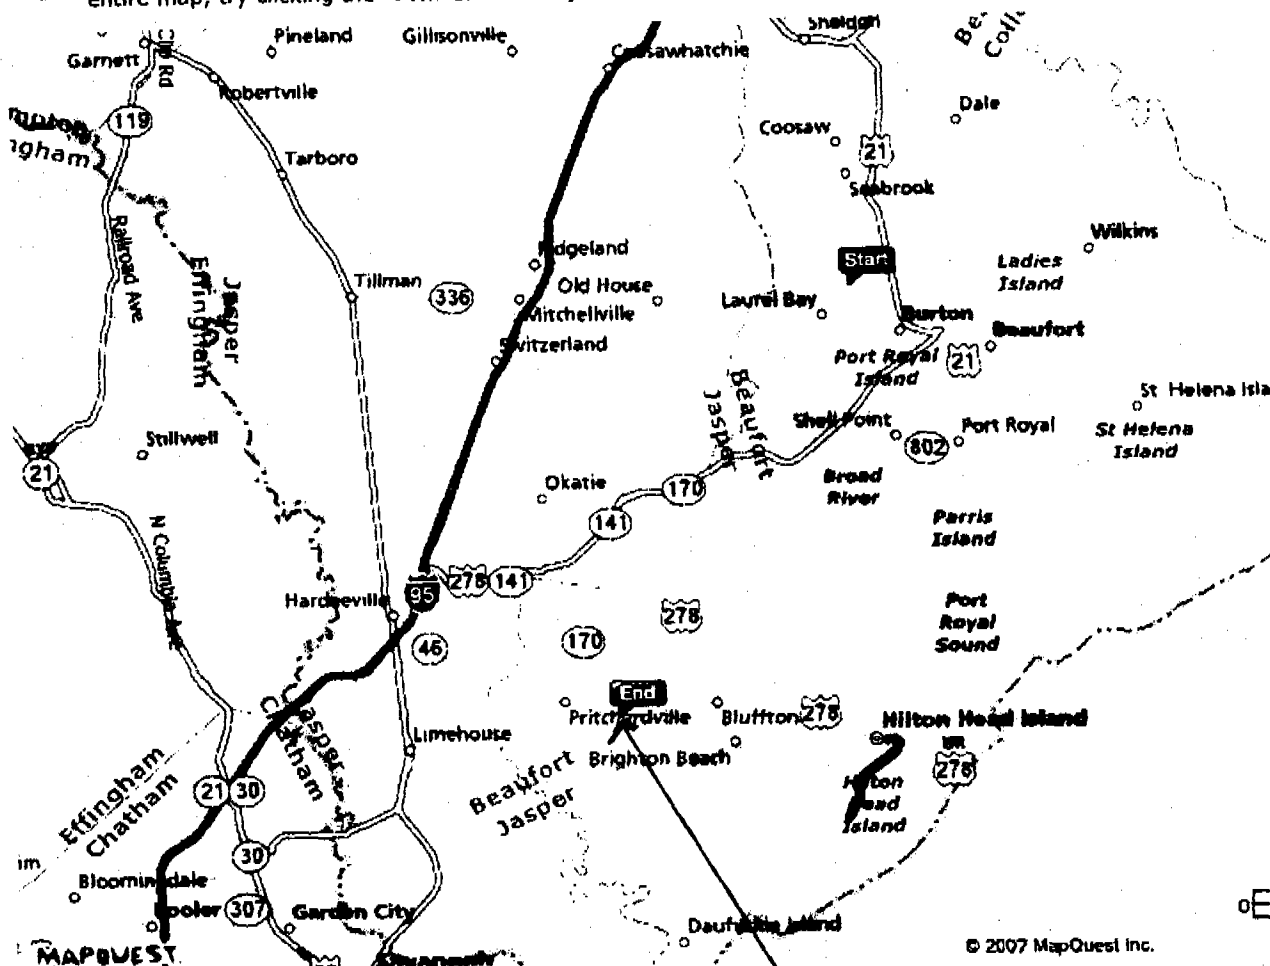 Sheldon
Pineland
Gillisonville
Coosawhatchie
Garnett
Rd
Robertville
Dale
119
Coosaw
21
Tarboro
Seabrook
Railroad Ave
Wilkins
Ridgeland
Start
Ladies
Island
Effingham
Jasper
Tillman
336
Old House
Mitchellville
Laurel Bay
Burton
Beaufort
Switzerland
Port Royal
Island
21
Beaufort
Jasper
St Helena Isla
Shell Point
802
Port Royal
St Helena
Island
Stillwell
21
Okatie
170
Broad
River
141
Parris
Island
N Columbia Ave
95
278
141
Hardeeville
278
Port
Royal
Sound
46
170
End
Pritchardville
Bluffton
278
Hilton Head Island
Jasper
Chatham
Limehouse
Brighton Beach
278
Hilton
Head
Island
Effingham
Chatham
Beaufort
Jasper
21
30
30
im
Bloomingdale
Pooler
307
Garden City
Daufuskie Island
MAPQUEST
Savannah
© 2007 MapQuest Inc.